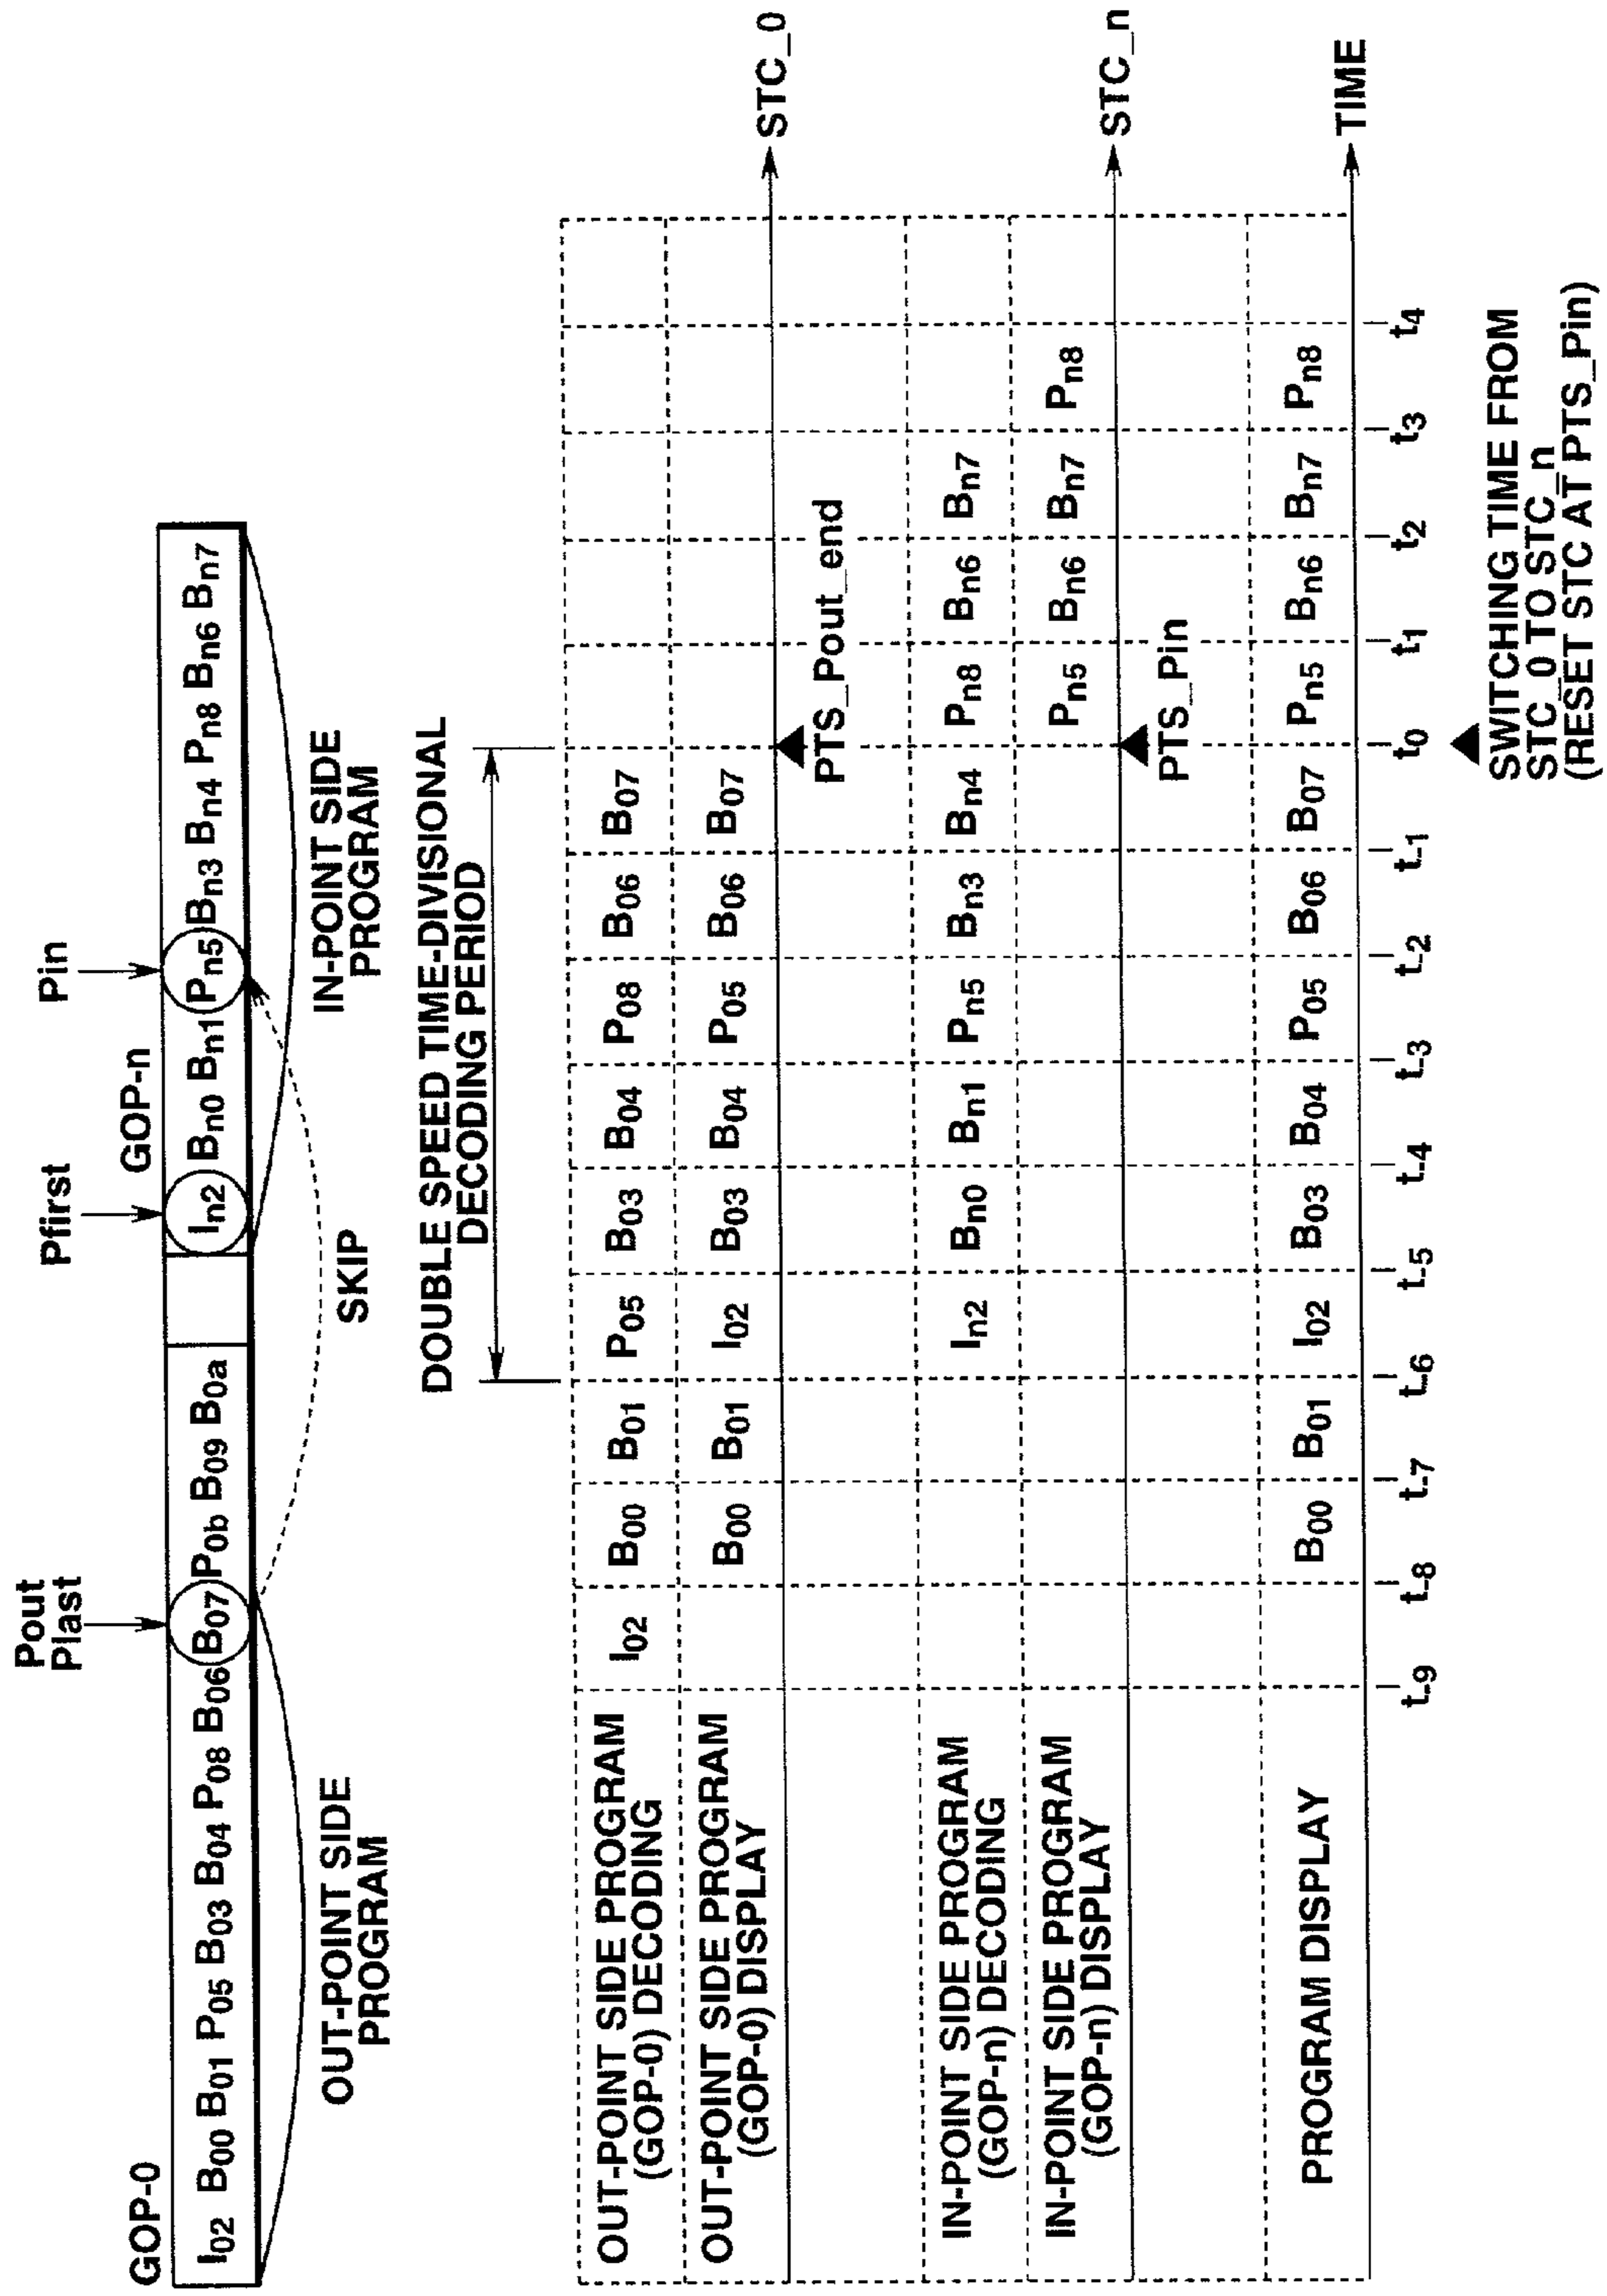 Pout
Plast
Pfirst
Pin
GOP-0
GOP-n
I02 B00 B01 P05 B03 B04 P08 B06 B07 P0b B09 B0a
In2 Bn0 Bn1 Pn5 Bn3 Bn4 Pn8 Bn6 Bn7
OUT-POINT SIDE
PROGRAM
SKIP
IN-POINT SIDE
PROGRAM
DOUBLE SPEED TIME-DIVISIONAL
DECODING PERIOD
OUT-POINT SIDE PROGRAM
(GOP-0) DECODING
I02 B00 B01 P05 B03 B04 P08 B06 B07
OUT-POINT SIDE PROGRAM
(GOP-0) DISPLAY
B00 B01 I02 B03 B04 P05 B06 B07
STC_0
PTS_Pout_end
IN-POINT SIDE PROGRAM
(GOP-n) DECODING
In2 Bn0 Bn1 Pn5 Bn3 Bn4 Pn8 Bn6 Bn7
IN-POINT SIDE PROGRAM
(GOP-n) DISPLAY
Pn5 Bn6 Bn7 Pn8
STC_n
PTS_Pin
PROGRAM DISPLAY
B00 B01 I02 B03 B04 P05 B06 B07 Pn5 Bn6 Bn7 Pn8
TIME
t-9 t-8 t-7 t-6 t-5 t-4 t-3 t-2 t-1 t0 t1 t2 t3 t4
SWITCHING TIME FROM
STC_0 TO STC_n
(RESET STC AT PTS_Pin)